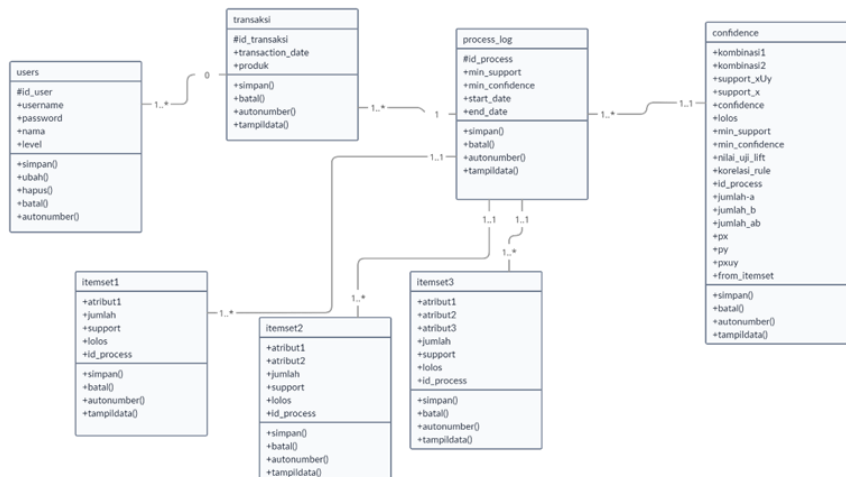 users
#id_user
+username
+password
+nama
+level
+simpan()
+ubah()
+hapus()
+batal()
+autonumber()
1..*
0
transaksi
#id_transaksi
+transaction_date
+produk
+simpan()
+batal()
+autonumber()
+tampildata()
1..*
1
process_log
#id_process
+min_support
+min_confidence
+start_date
+end_date
+simpan()
+batal()
+autonumber()
+tampildata()
1..*
1..1
confidence
+kombinasi1
+kombinasi2
+support_xUy
+support_x
+confidence
+lolos
+min_support
+min_confidence
+nilai_uji_lift
+korelasi_rule
+id_process
+jumlah-a
+jumlah_b
+jumlah_ab
+px
+py
+pxuy
+from_itemset
+simpan()
+batal()
+autonumber()
+tampildata()
1..1
1..1
1..1
1..*
1..*
1..*
itemset1
+atribut1
+jumlah
+support
+lolos
+id_process
+simpan()
+batal()
+autonumber()
+tampildata()
itemset2
+atribut1
+atribut2
+jumlah
+support
+lolos
+id_process
+simpan()
+batal()
+autonumber()
+tampildata()
itemset3
+atribut1
+atribut2
+atribut3
+jumlah
+support
+lolos
+id_process
+simpan()
+batal()
+autonumber()
+tampildata()